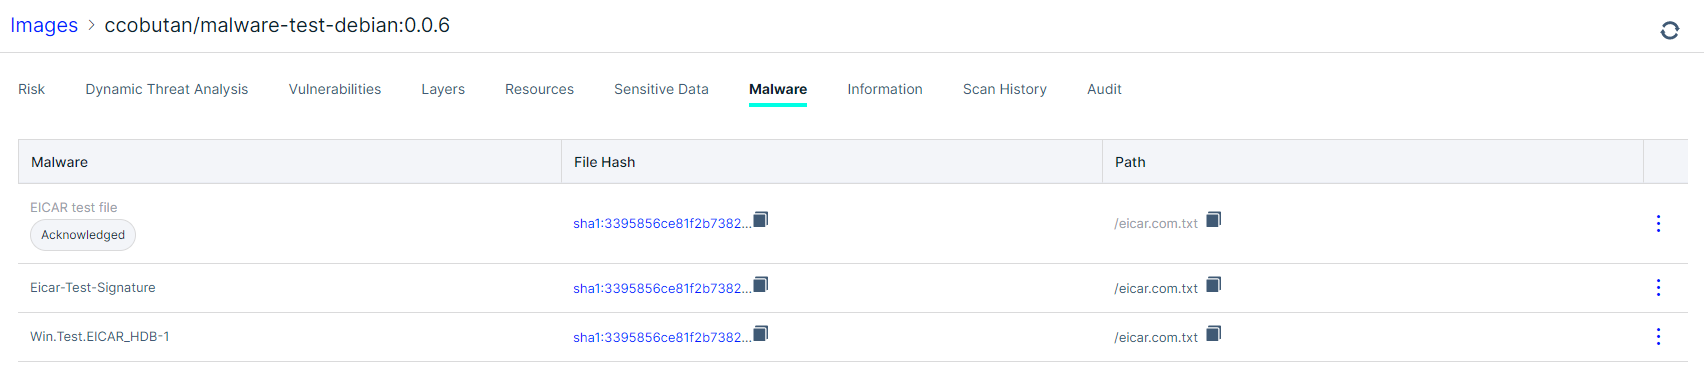 Images > ccobutan/malware-test-debian:0.0.6
Risk Dynamic Threat Analysis Vulnerabilities Layers Resources Sensitive Data Malware Information Scan History Audit
Malware File Hash Path
EICAR test file
Acknowledged sha1:3395856ce81f2b7382... /eicar.com.txt
Eicar-Test-Signature sha1:3395856ce81f2b7382... /eicar.com.txt
Win.Test.EICAR_HDB-1 sha1:3395856ce81f2b7382... /eicar.com.txt